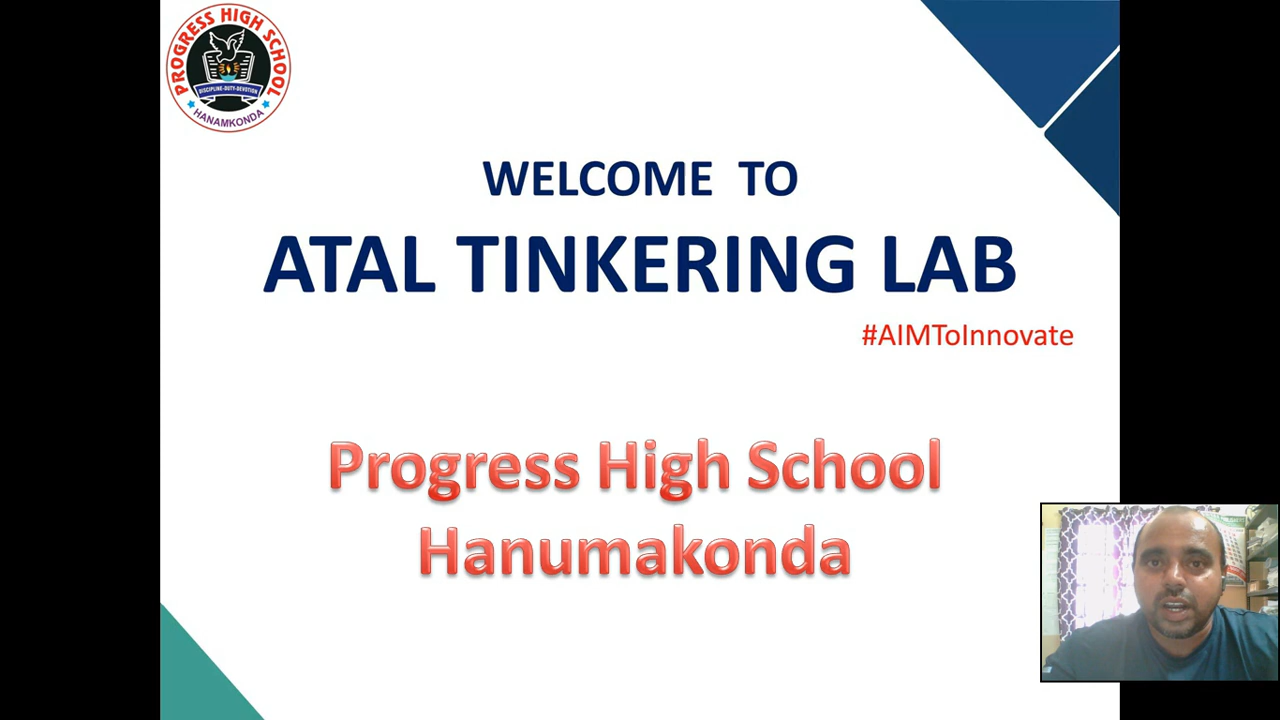 PROGRESS HIGH SCHOOL
DISCIPLINE-DUTY-DEVOTION
HANAMKONDA
WELCOME TO
ATAL TINKERING LAB
#AIMToInnovate
Progress High School
Hanumakonda